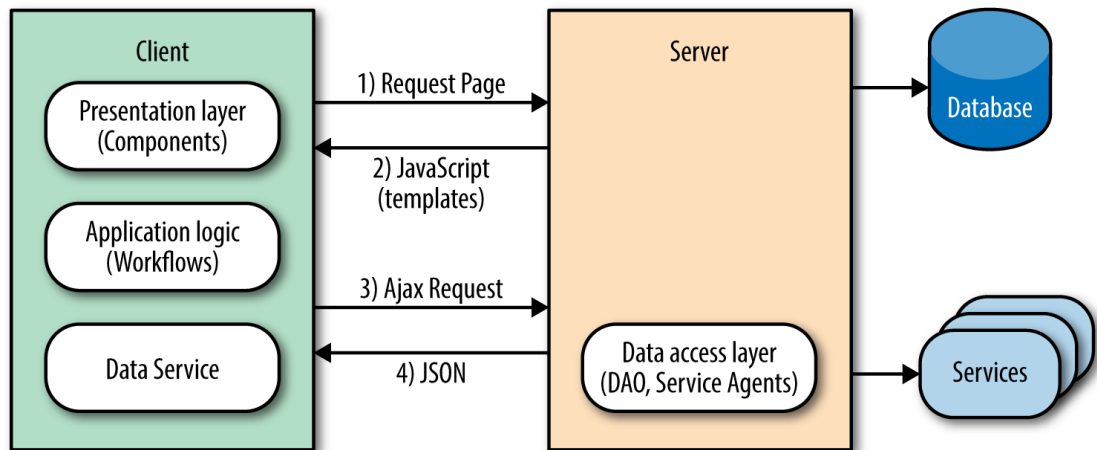 Client
Presentation layer
(Components)
Application logic
(Workflows)
Data Service
1) Request Page
2) JavaScript
(templates)
3) Ajax Request
4) JSON
Server
Data access layer
(DAO, Service Agents)
Database
Services